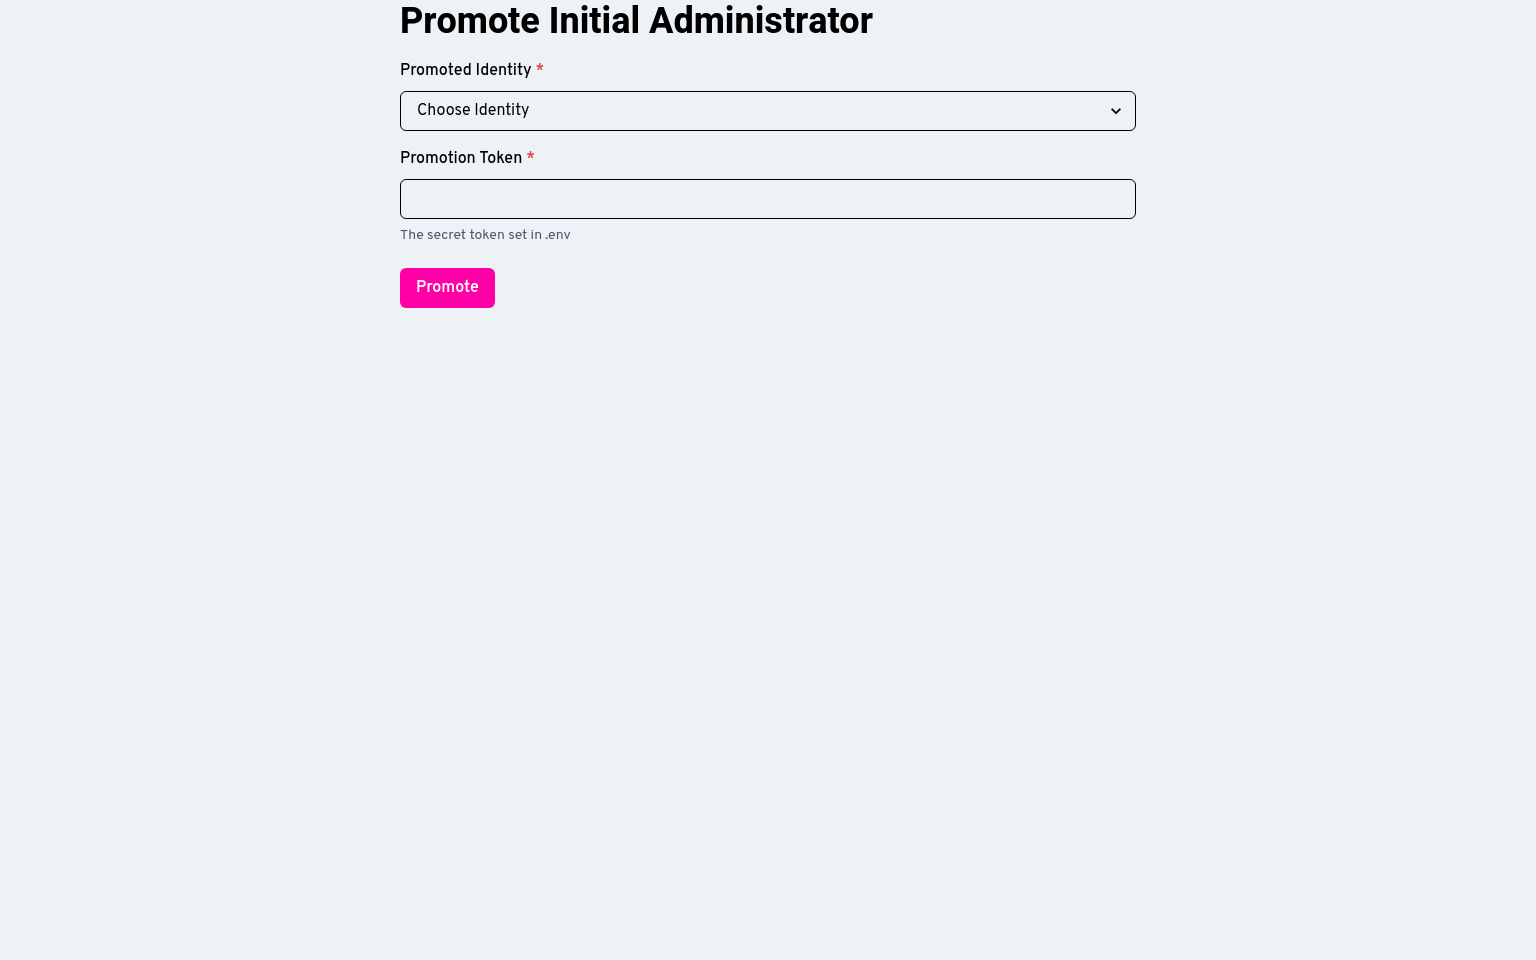 Promote Initial Administrator
Promoted Identity *
Choose Identity
Promotion Token *
The secret token set in .env
Promote